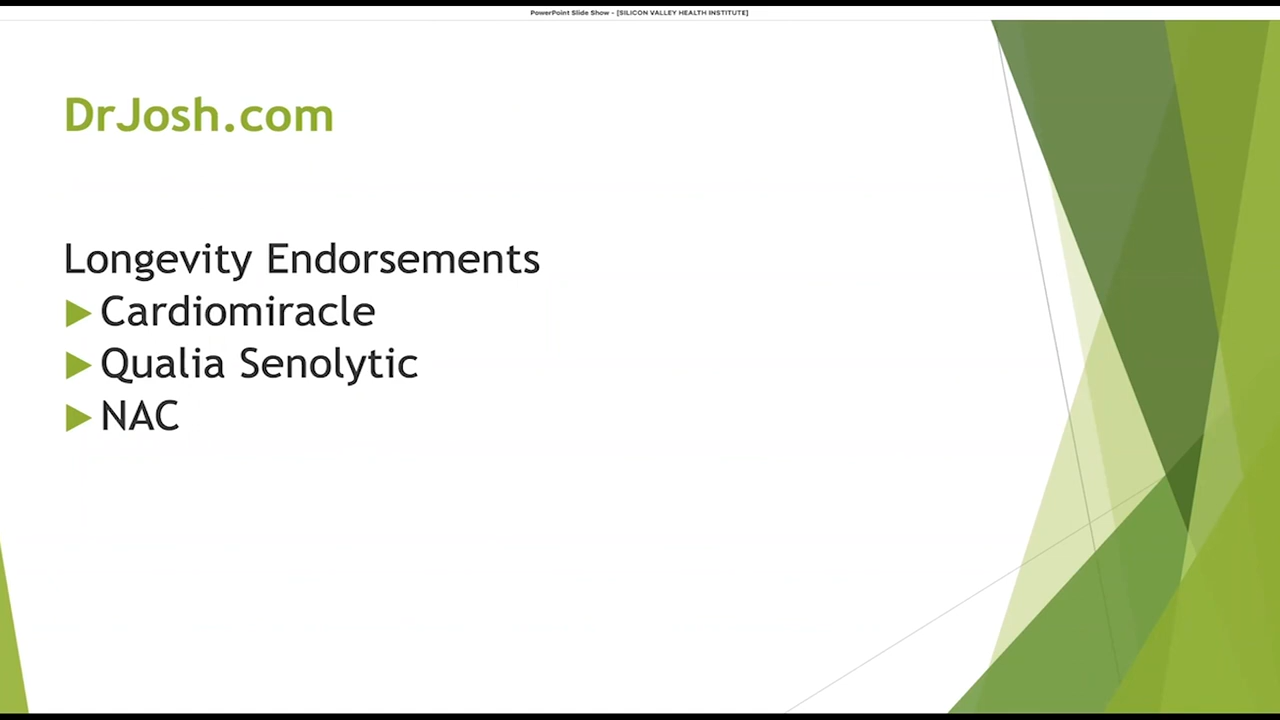 PowerPoint Slide Show - [SILICON VALLEY HEALTH INSTITUTE]
DrJosh.com
Longevity Endorsements
Cardiomiracle
Qualia Senolytic
NAC